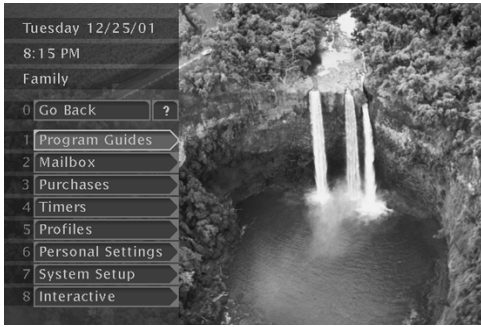 Tuesday 12/25/01
8:15 PM
Family
0 Go Back ?
1 Program Guides
2 Mailbox
3 Purchases
4 Timers
5 Profiles
6 Personal Settings
7 System Setup
8 Interactive